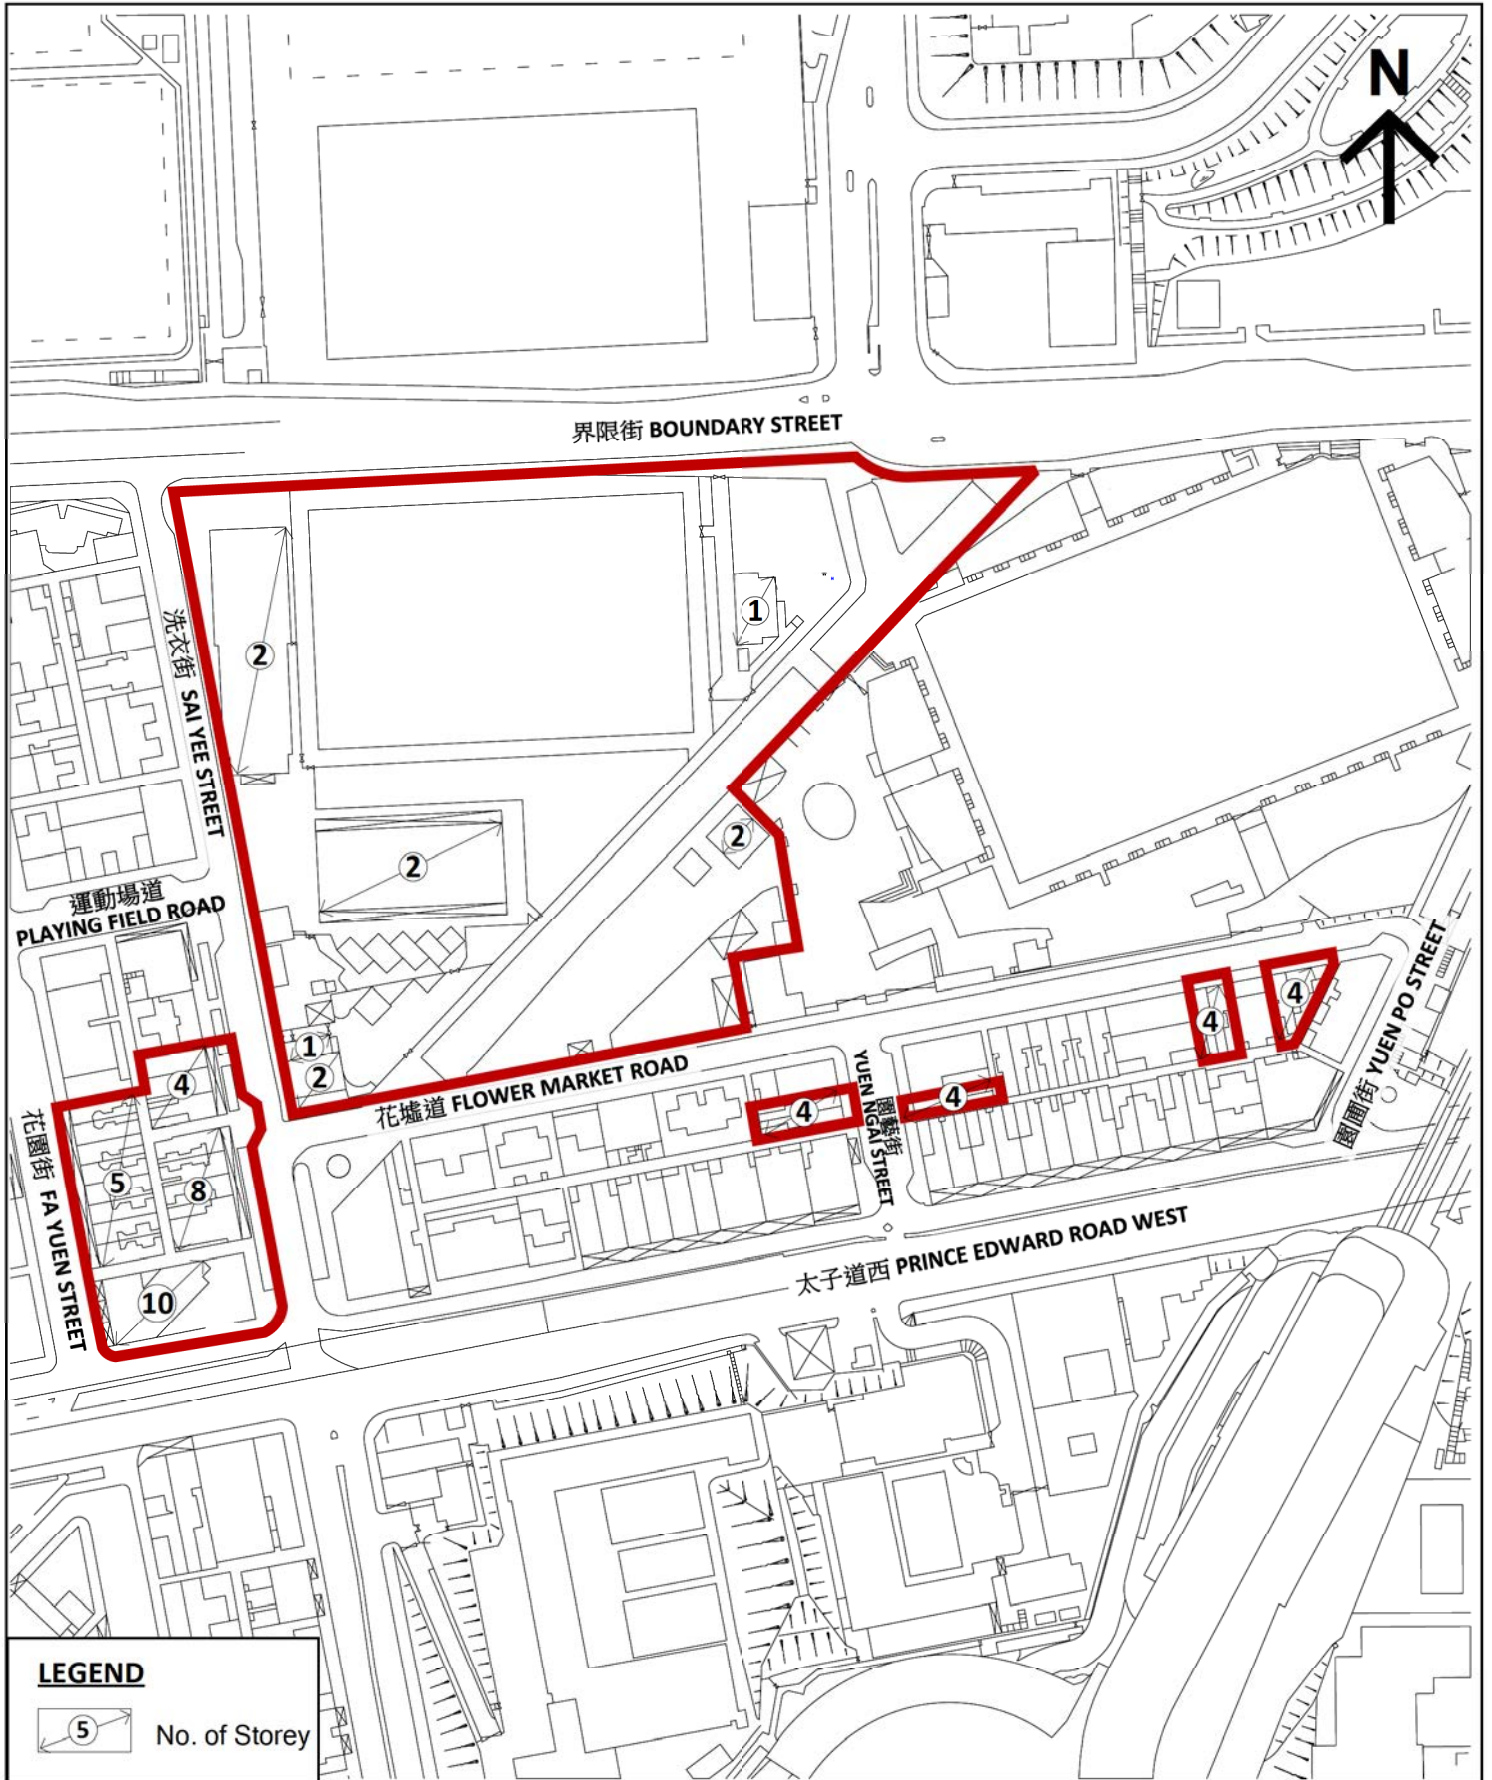 N
界限街 BOUNDARY STREET
1
2
洗衣街 SAI YEE STREET
2
2
運動場道
PLAYING FIELD ROAD
園圃街 YUEN PO STREET
4
4
1
2
4
花墟道 FLOWER MARKET ROAD
4
4
園藝街
YUEN NGAI STREET
花園街 FA YUEN STREET
5
8
10
太子道西 PRINCE EDWARD ROAD WEST
LEGEND
5 No. of Storey